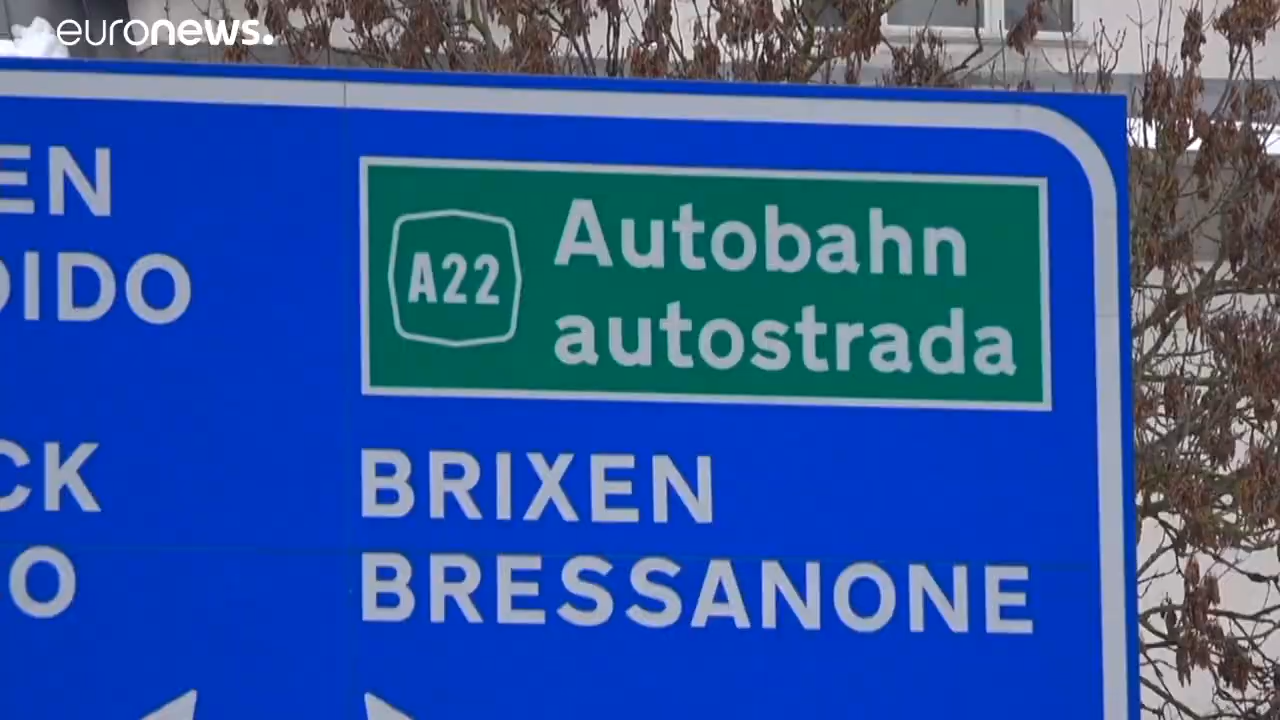 euronews.
EN
DIDO
CK
O
A22
Autobahn
autostrada
BRIXEN
BRESSANONE